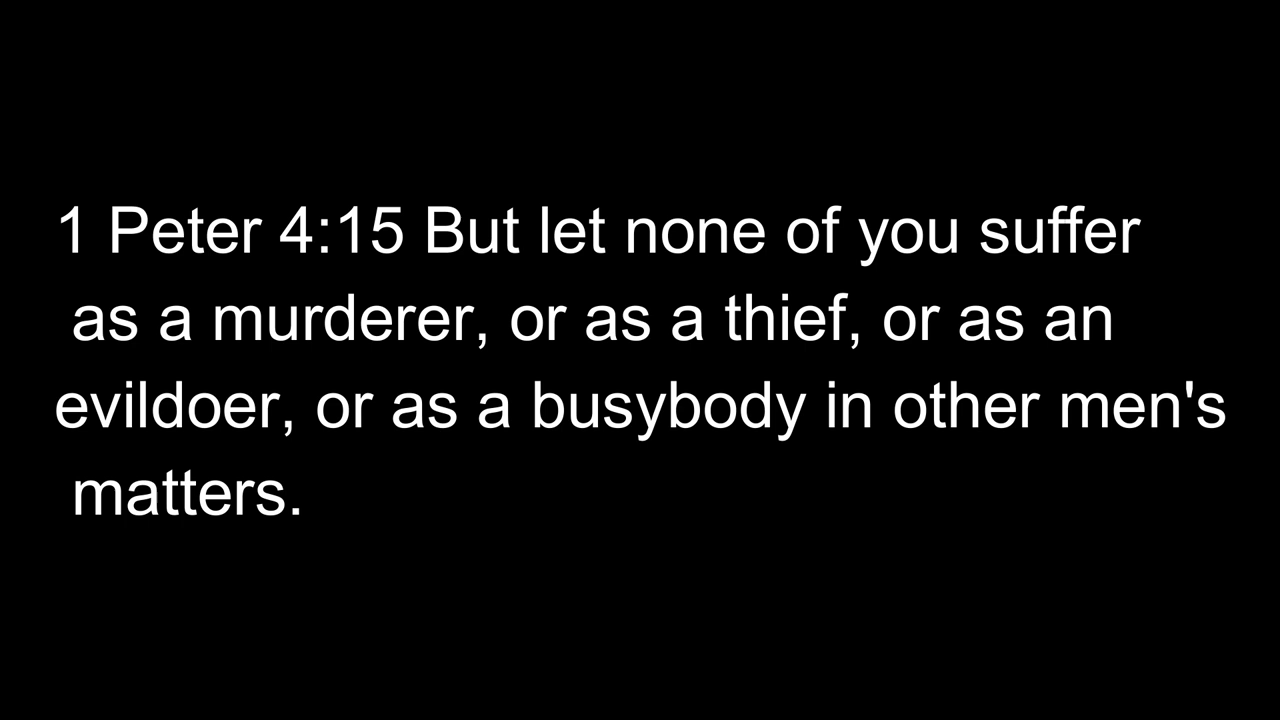 1 Peter 4:15 But let none of you suffer
as a murderer, or as a thief, or as an
evildoer, or as a busybody in other men's
matters.